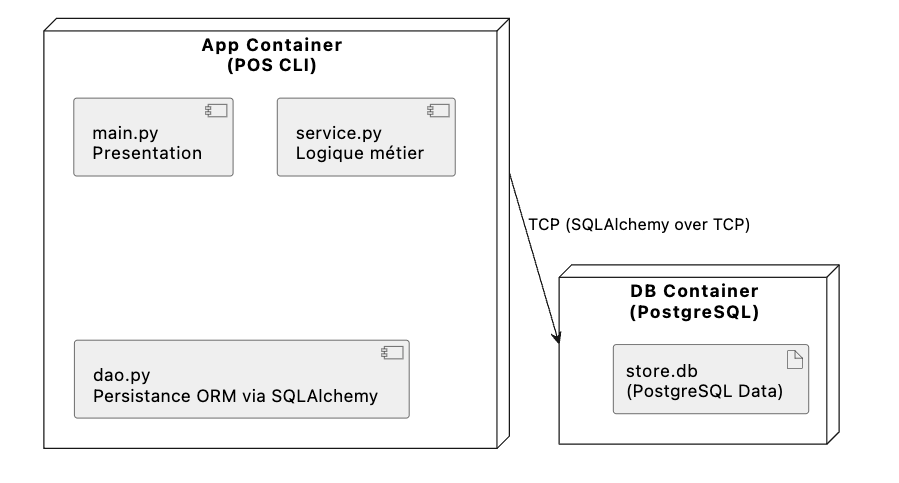 App Container
(POS CLI)
main.py
Presentation
service.py
Logique métier
TCP (SQLAlchemy over TCP)
DB Container
(PostgreSQL)
dao.py
Persistance ORM via SQLAlchemy
store.db
(PostgreSQL Data)